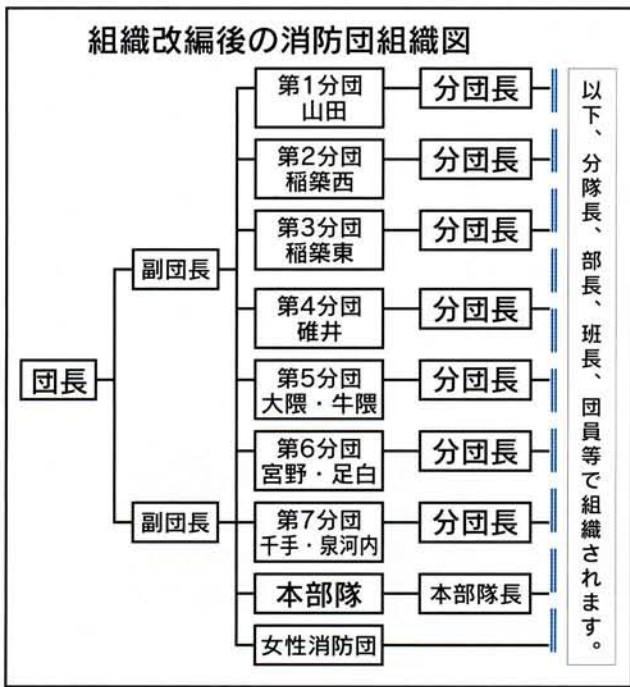 組織改編後の消防団組織図
団長
副団長
副団長
第1分団
山田
分団長
第2分団
稲築西
分団長
第3分団
稲築東
分団長
第4分団
碓井
分団長
第5分団
大隈・牛隈
分団長
第6分団
宮野・足白
分団長
第7分団
千手・泉河内
分団長
本部隊
本部隊長
女性消防団
以下、分隊長、部長、班長、団員等で組織されます。